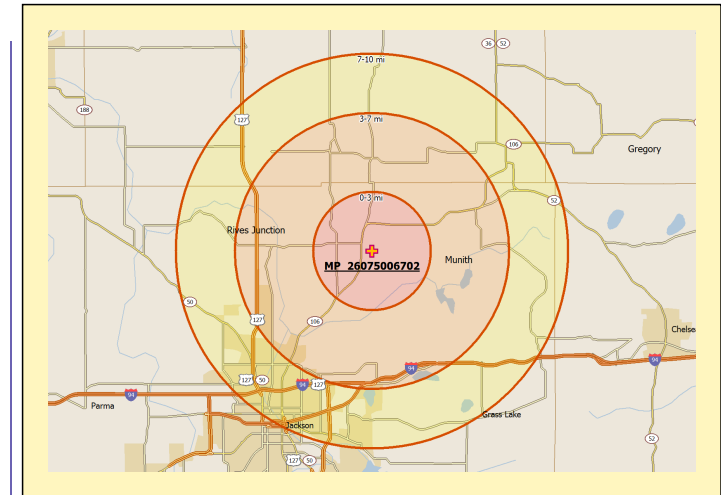 36 52
7-10 mi
188
127
3-7 mi
106
Gregory
0-3 mi
52
Rives Junction
Munith
MP_26075006702
50
127
106
Chelse
94
94
127 50
94
127
94
Parma
Grass Lake
Jackson
52
127 50